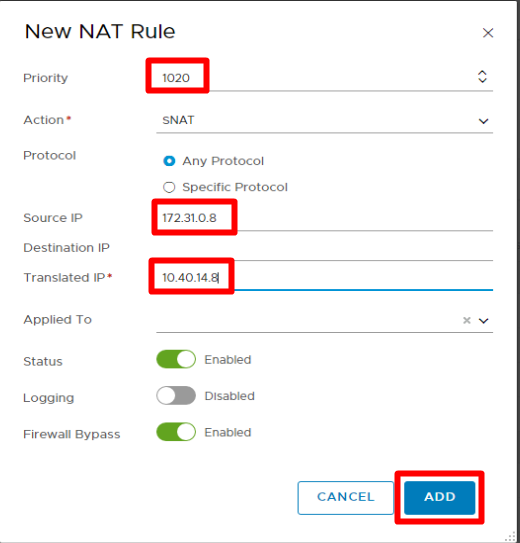 New NAT Rule
Priority 1020
Action* SNAT
Protocol Any Protocol
Specific Protocol
Source IP 172.31.0.8
Destination IP
Translated IP* 10.40.14.8
Applied To
Status Enabled
Logging Disabled
Firewall Bypass Enabled
CANCEL ADD